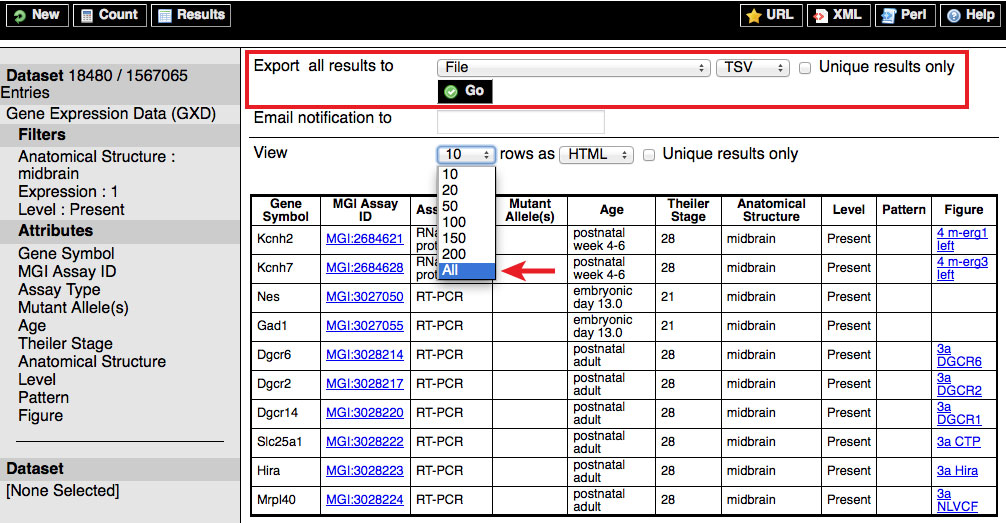 New Count Results URL XML Perl Help
Dataset 18480 / 1567065
Entries
Gene Expression Data (GXD)
Filters
Anatomical Structure :
midbrain
Expression : 1
Level : Present
Attributes
Gene Symbol
MGI Assay ID
Assay Type
Mutant Allele(s)
Age
Theiler Stage
Anatomical Structure
Level
Pattern
Figure
Dataset
[None Selected]
Export all results to File TSV Unique results only
Go
Email notification to
View 10 rows as HTML Unique results only
10
20
50
100
150
200
All
Gene Symbol MGI Assay ID Ass Mutant Allele(s) Age Theiler Stage Anatomical Structure Level Pattern Figure
Kcnh2 MGI:2684621 RNa prot postnatal week 4-6 28 midbrain Present 4 m-erg1 left
Kcnh7 MGI:2684628 RNa prot postnatal week 4-6 28 midbrain Present 4 m-erg3 left
Nes MGI:3027050 RT-PCR embryonic day 13.0 21 midbrain Present
Gad1 MGI:3027055 RT-PCR embryonic day 13.0 21 midbrain Present
Dgcr6 MGI:3028214 RT-PCR postnatal adult 28 midbrain Present 3a DGCR6
Dgcr2 MGI:3028217 RT-PCR postnatal adult 28 midbrain Present 3a DGCR2
Dgcr14 MGI:3028220 RT-PCR postnatal adult 28 midbrain Present 3a DGCR1
Slc25a1 MGI:3028222 RT-PCR postnatal adult 28 midbrain Present 3a CTP
Hira MGI:3028223 RT-PCR postnatal adult 28 midbrain Present 3a Hira
Mrpl40 MGI:3028224 RT-PCR postnatal adult 28 midbrain Present 3a NLVCF